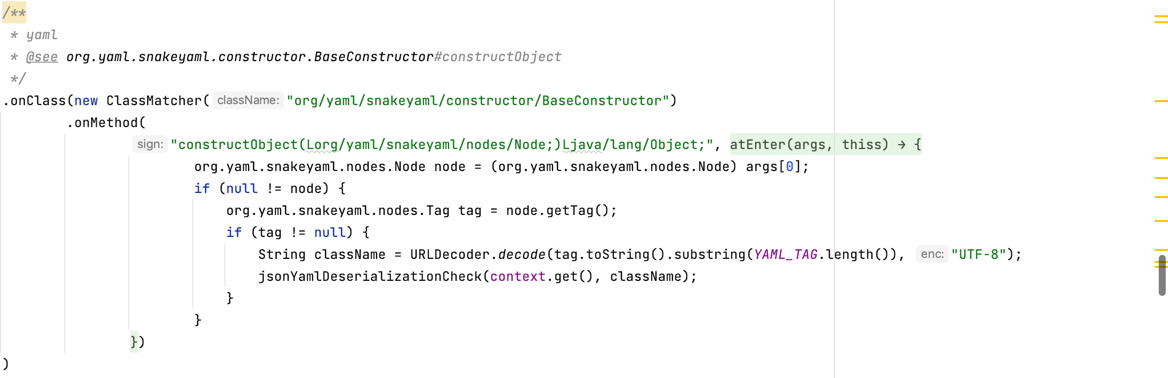 /**
 * yaml
 * @see org.yaml.snakeyaml.constructor.BaseConstructor#constructObject
 */
.onClass(new ClassMatcher( className: "org/yaml/snakeyaml/constructor/BaseConstructor")
        .onMethod(
                sign: "constructObject(Lorg/yaml/snakeyaml/nodes/Node;)Ljava/lang/Object;", atEnter(args, thiss) → {
                        org.yaml.snakeyaml.nodes.Node node = (org.yaml.snakeyaml.nodes.Node) args[0];
                        if (null != node) {
                            org.yaml.snakeyaml.nodes.Tag tag = node.getTag();
                            if (tag != null) {
                                String className = URLDecoder.decode(tag.toString().substring(YAML_TAG.length()), enc: "UTF-8");
                                jsonYamlDeserializationCheck(context.get(), className);
                            }
                        }
                })
)